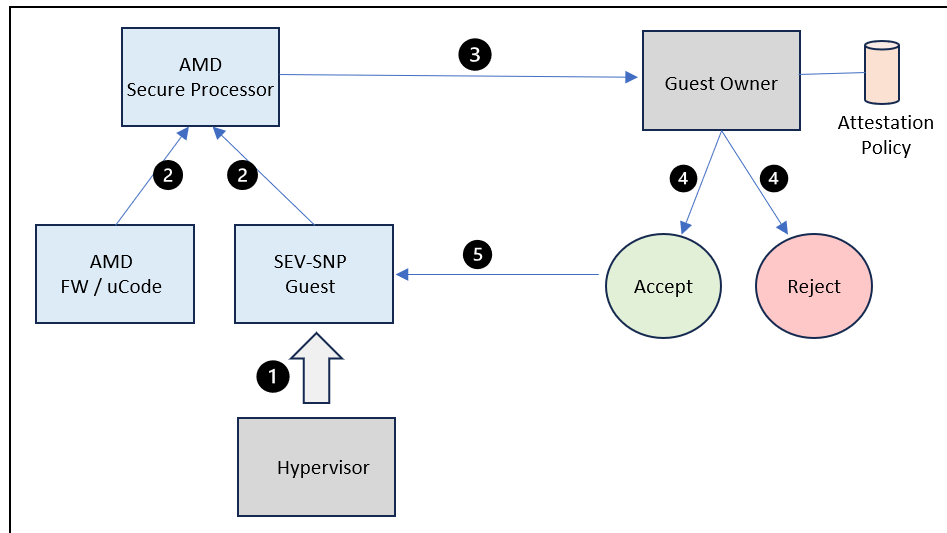 AMD
Secure Processor
3
Guest Owner
Attestation
Policy
2
2
4
4
AMD
FW / uCode
SEV-SNP
Guest
5
Accept
Reject
1
Hypervisor